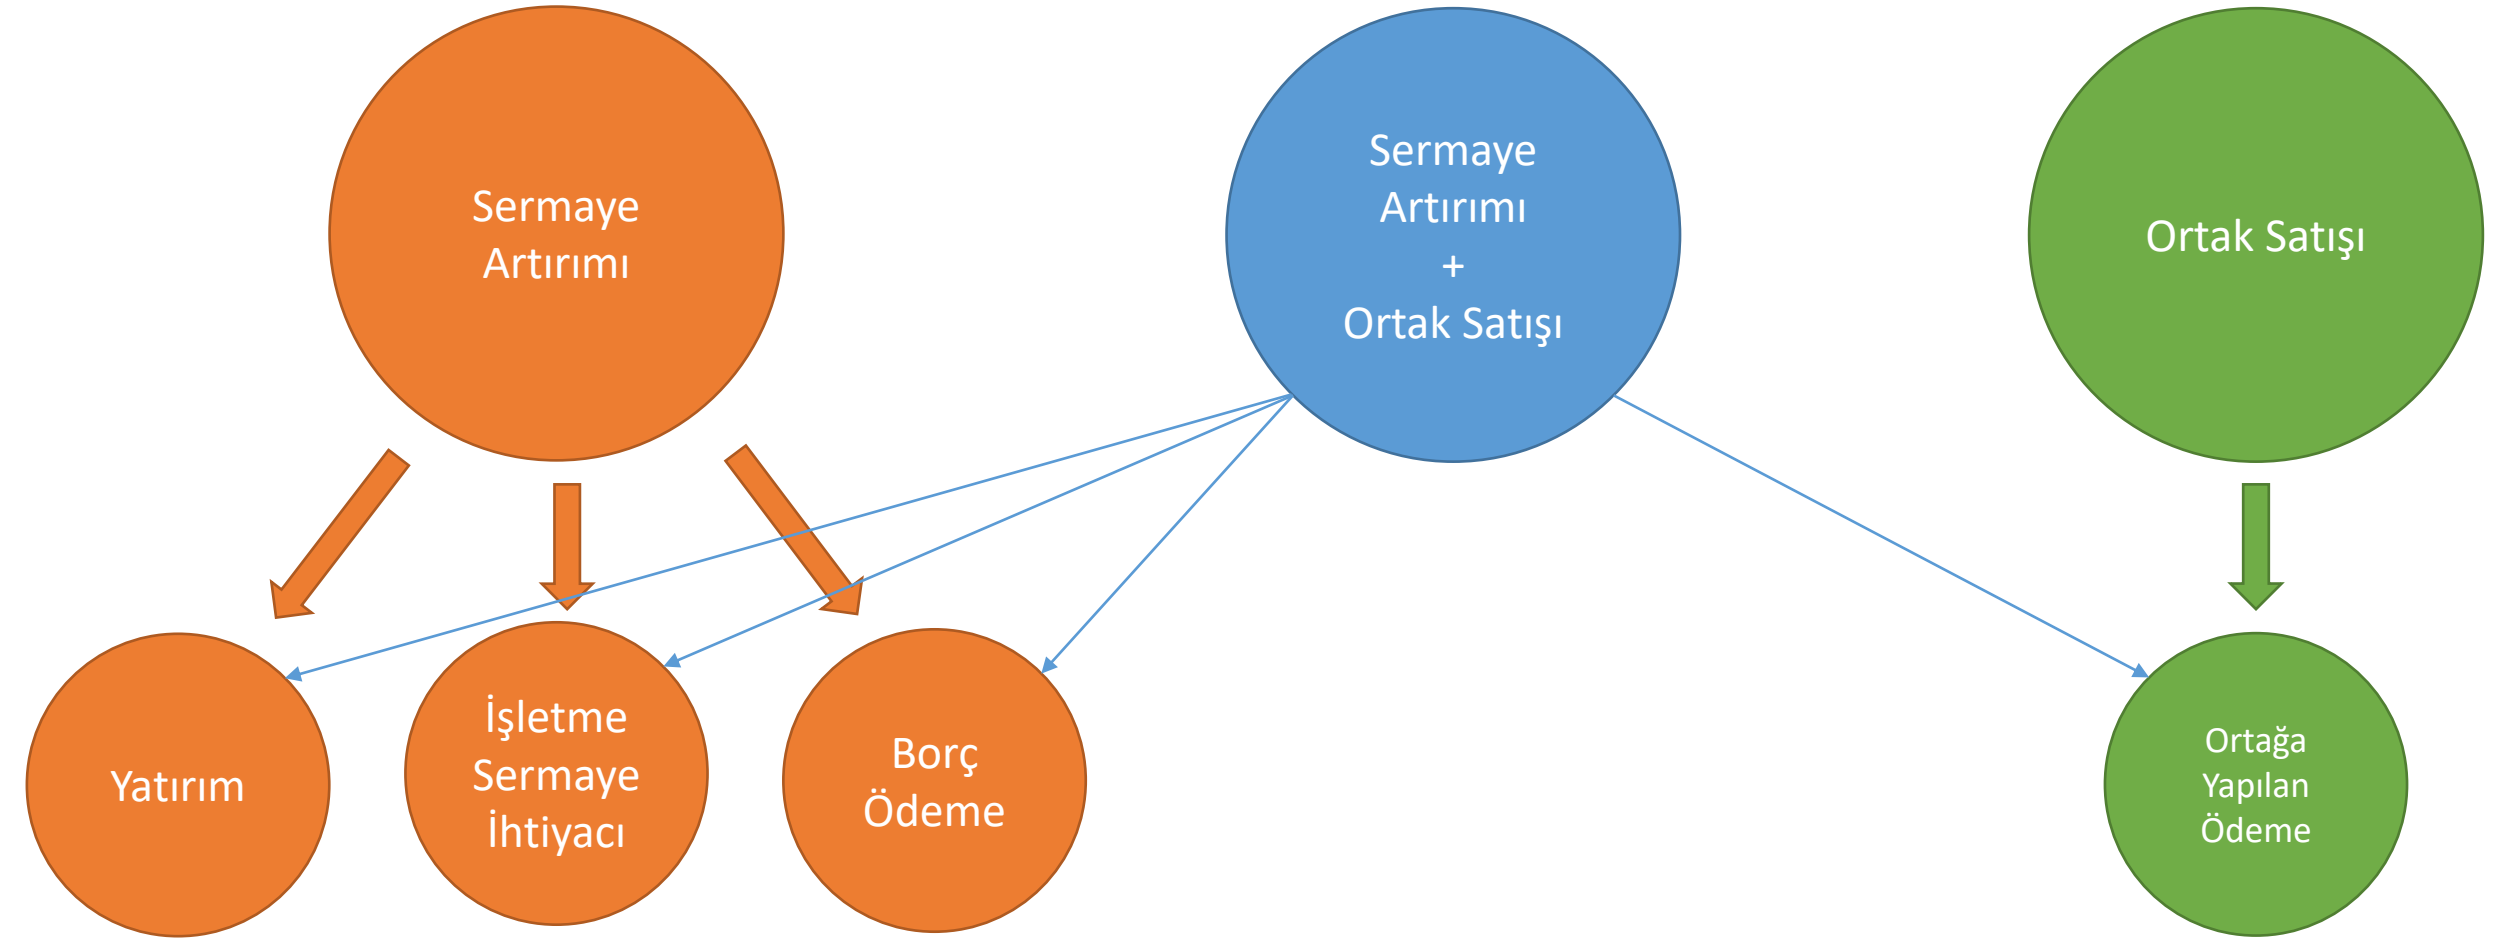 Sermaye
Artırımı
Sermaye
Artırımı
+
Ortak Satışı
Ortak Satışı
Yatırım
İşletme
Sermaye
İhtiyacı
Borç
Ödeme
Ortağa
Yapılan
Ödeme